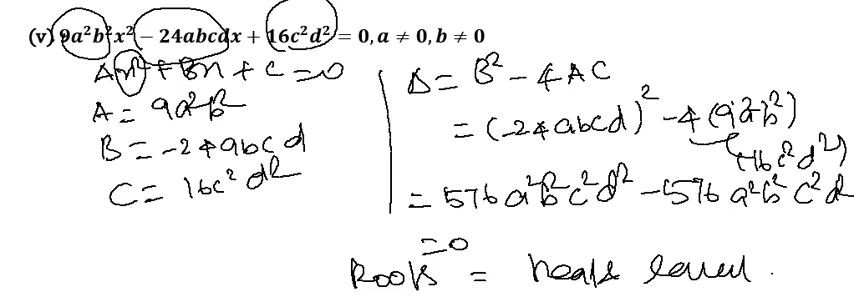 (v) 9a²b²x² − 24abcdx + 16c²d² = 0, a ≠ 0, b ≠ 0
Ax² + Bx + C = 0
A = 9a²b²
B = -24abcd
C = 16c²d²
Δ = B² - 4AC
= (-24abcd)² - 4(9a²b²)
(16c²d²)
= 576a²b²c²d² - 576a²b²c²d²
= 0
Roots = real &